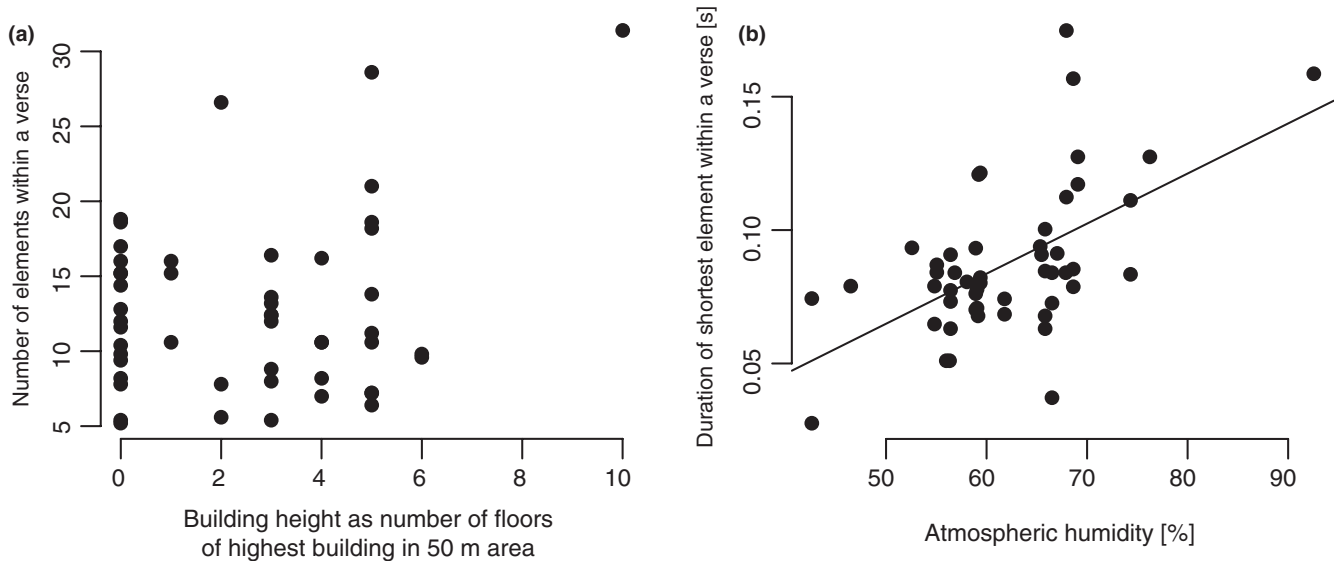 (a)
Number of elements within a verse
30
25
20
15
10
5
0 2 4 6 8 10
Building height as number of floors
of highest building in 50 m area
(b)
Duration of shortest element within a verse [s]
0.15
0.10
0.05
50 60 70 80 90
Atmospheric humidity [%]